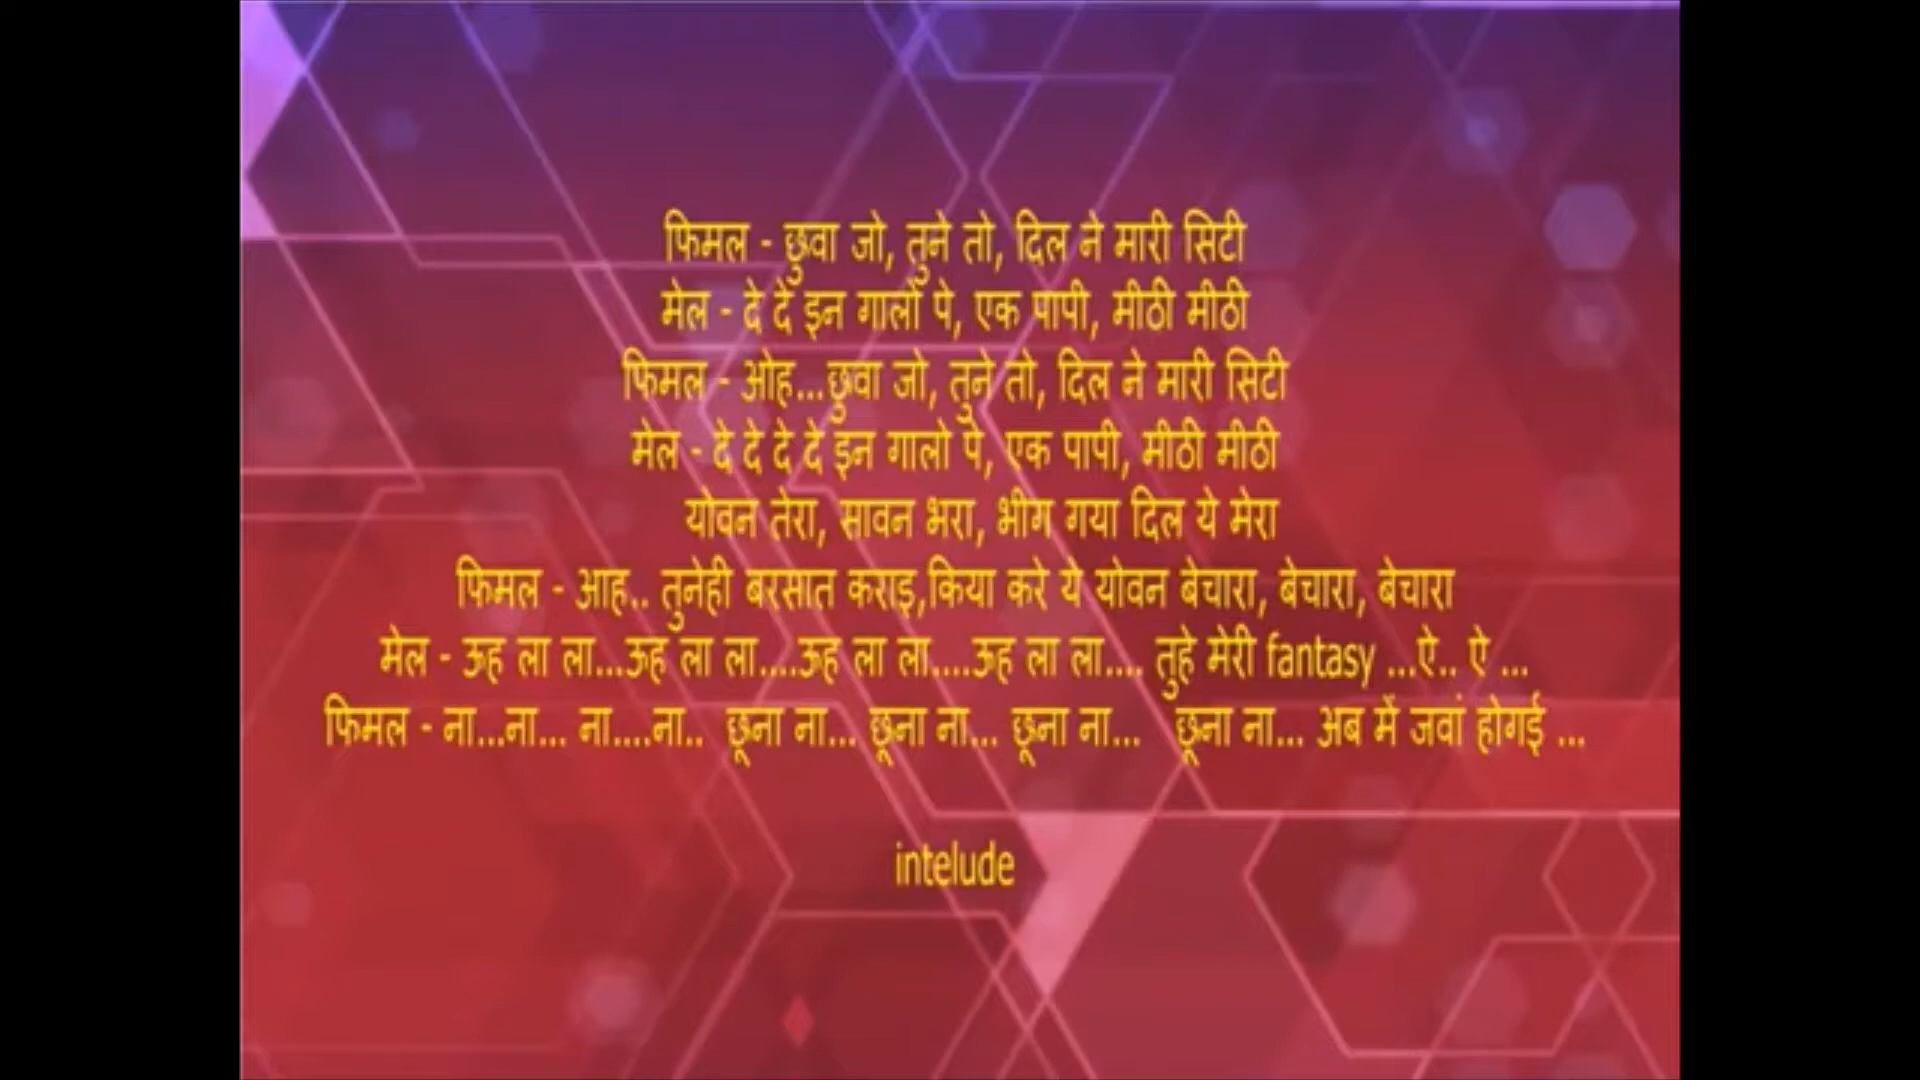 फिमल - छुवा जो, तुने तो, दिल ने मारी सिटी
मेल - दे दे इन गालो पे, एक पापी, मीठी मीठी
फिमल - ओह...छुवा जो, तुने तो, दिल ने मारी सिटी
मेल - दे दे दे दे इन गालो पे, एक पापी, मीठी मीठी
योवन तेरा, सावन भरा, भीग गया दिल ये मेरा
फिमल - आह.. तुनेही बरसात कराइ,किया करे ये योवन बेचारा, बेचारा, बेचारा
मेल - ऊह ला ला...ऊह ला ला....ऊह ला ला....ऊह ला ला.... तुहे मेरी fantasy ...ऐ.. ऐ ...
फिमल - ना...ना... ना....ना.. छूना ना... छूना ना... छूना ना... छूना ना... अब में जवां होगई ...
intelude